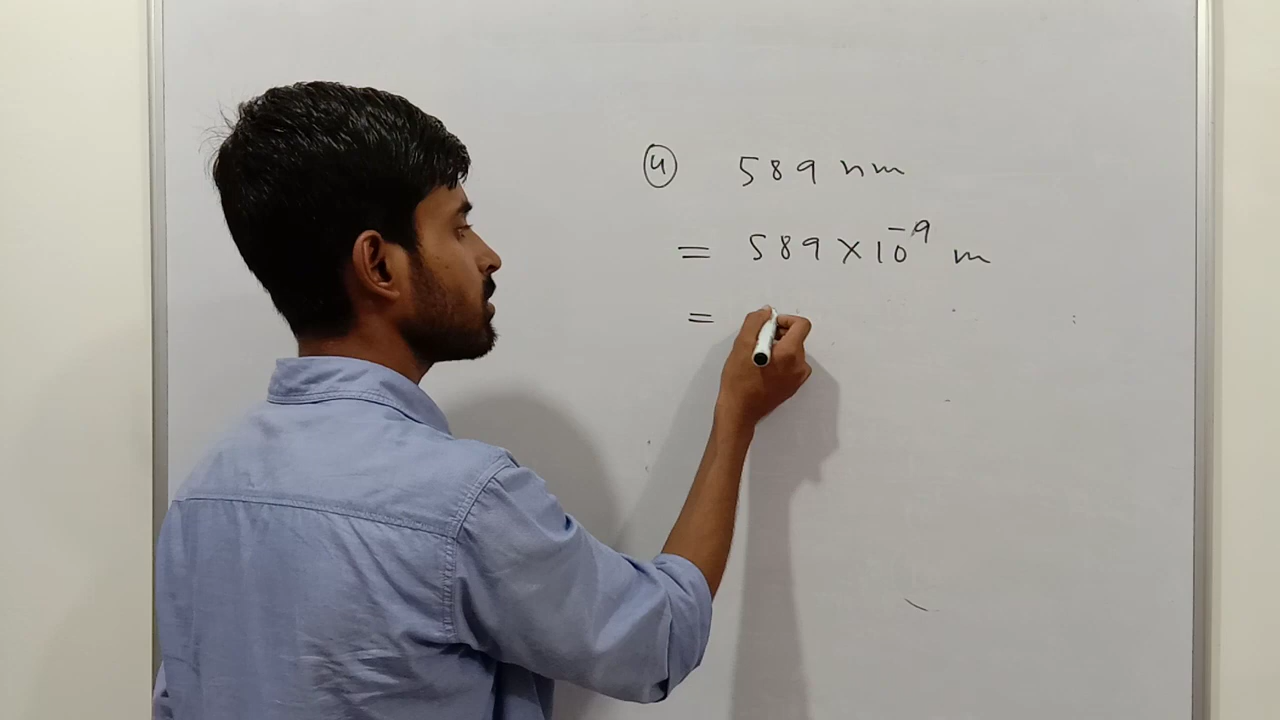 ④ 589 nm
= 589 × 10⁻⁹ m
=